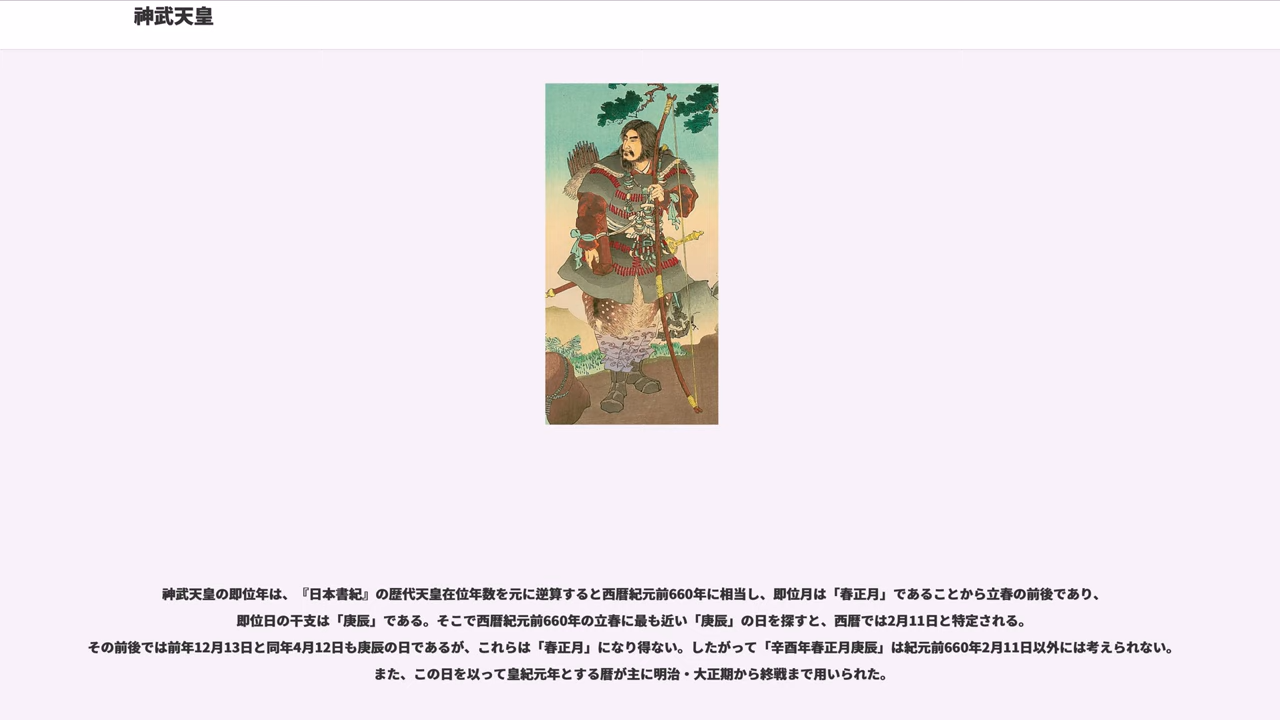 神武天皇
神武天皇の即位年は、『日本書紀』の歴代天皇在位年数を元に逆算すると西暦紀元前660年に相当し、即位月は「春正月」であることから立春の前後であり、
即位日の干支は「庚辰」である。そこで西暦紀元前660年の立春に最も近い「庚辰」の日を探すと、西暦では2月11日と特定される。
その前後では前年12月13日と同年4月12日も庚辰の日であるが、これらは「春正月」になり得ない。したがって「辛酉年春正月庚辰」は紀元前660年2月11日以外には考えられない。
また、この日を以って皇紀元年とする暦が主に明治・大正期から終戦まで用いられた。